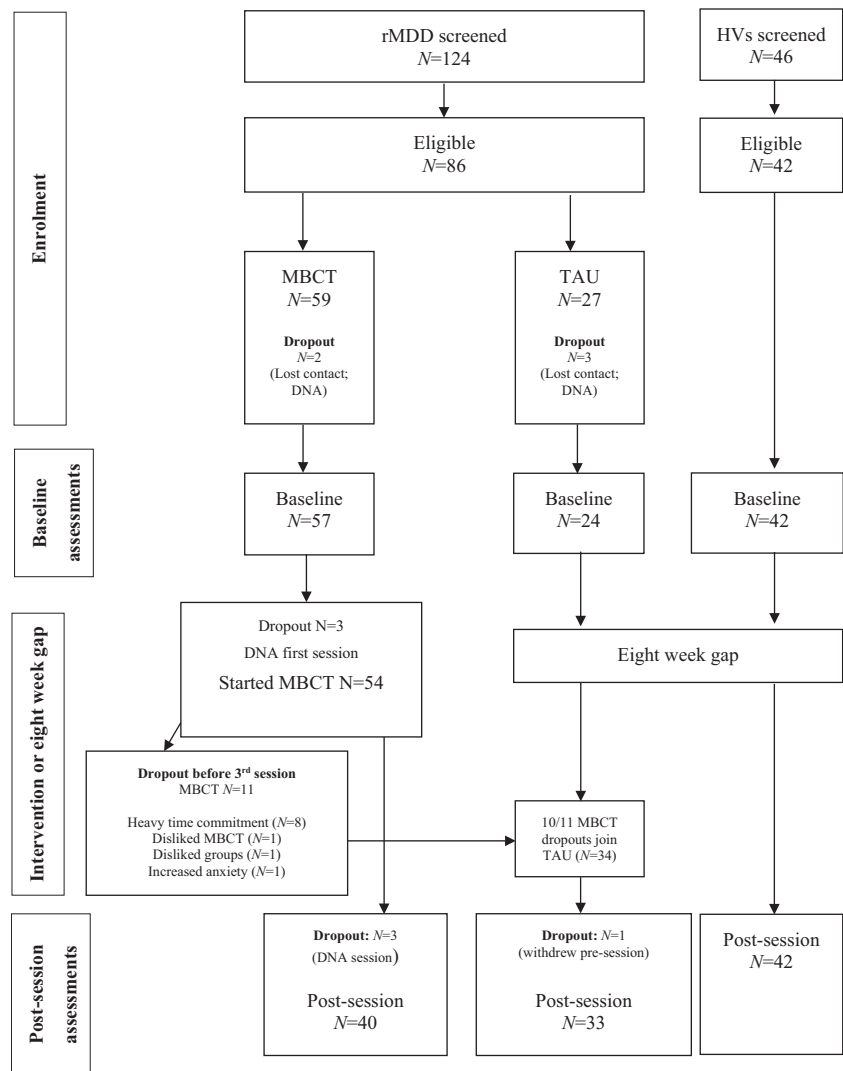 rMDD screened
N=124
HVs screened
N=46
Eligible
N=86
Eligible
N=42
Enrolment
MBCT
N=59
Dropout
N=2
(Lost contact;
DNA)
TAU
N=27
Dropout
N=3
(Lost contact;
DNA)
Baseline
assessments
Baseline
N=57
Baseline
N=24
Baseline
N=42
Intervention or eight week gap
Dropout N=3
DNA first session
Started MBCT N=54
Eight week gap
Dropout before 3rd session
MBCT N=11
Heavy time commitment (N=8)
Disliked MBCT (N=1)
Disliked groups (N=1)
Increased anxiety (N=1)
10/11 MBCT
dropouts join
TAU (N=34)
Post-session
assessments
Dropout: N=3
(DNA session)
Post-session
N=40
Dropout: N=1
(withdrew pre-session)
Post-session
N=33
Post-session
N=42